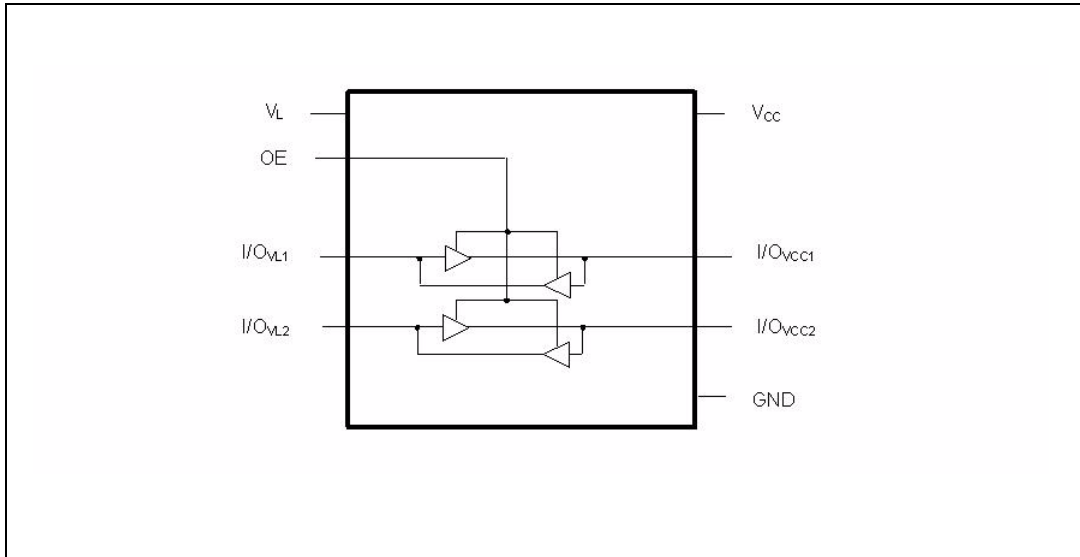 VL
VCC
OE
I/OVL1
I/OVCC1
I/OVL2
I/OVCC2
GND